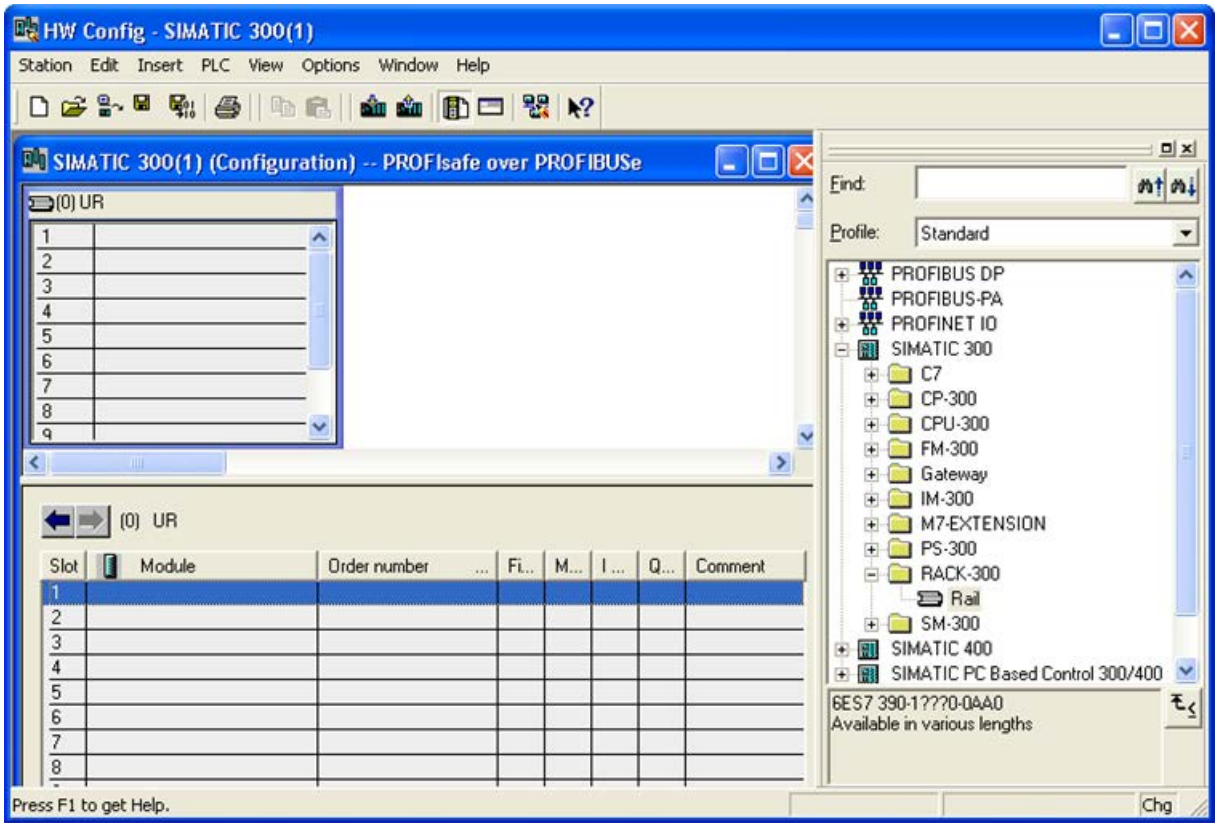 HW Config - SIMATIC 300(1)
Station Edit Insert PLC View Options Window Help
SIMATIC 300(1) (Configuration) -- PROFIsafe over PROFIBUSe
(0) UR
1
2
3
4
5
6
7
8
9
(0) UR
Slot Module Order number ... Fi... M... I ... Q... Comment
1
2
3
4
5
6
7
8
Find:
Profile: Standard
PROFIBUS DP
PROFIBUS-PA
PROFINET IO
SIMATIC 300
C7
CP-300
CPU-300
FM-300
Gateway
IM-300
M7-EXTENSION
PS-300
RACK-300
Rail
SM-300
SIMATIC 400
SIMATIC PC Based Control 300/400
6ES7 390-1???0-0AA0
Available in various lengths
Press F1 to get Help.
Chg